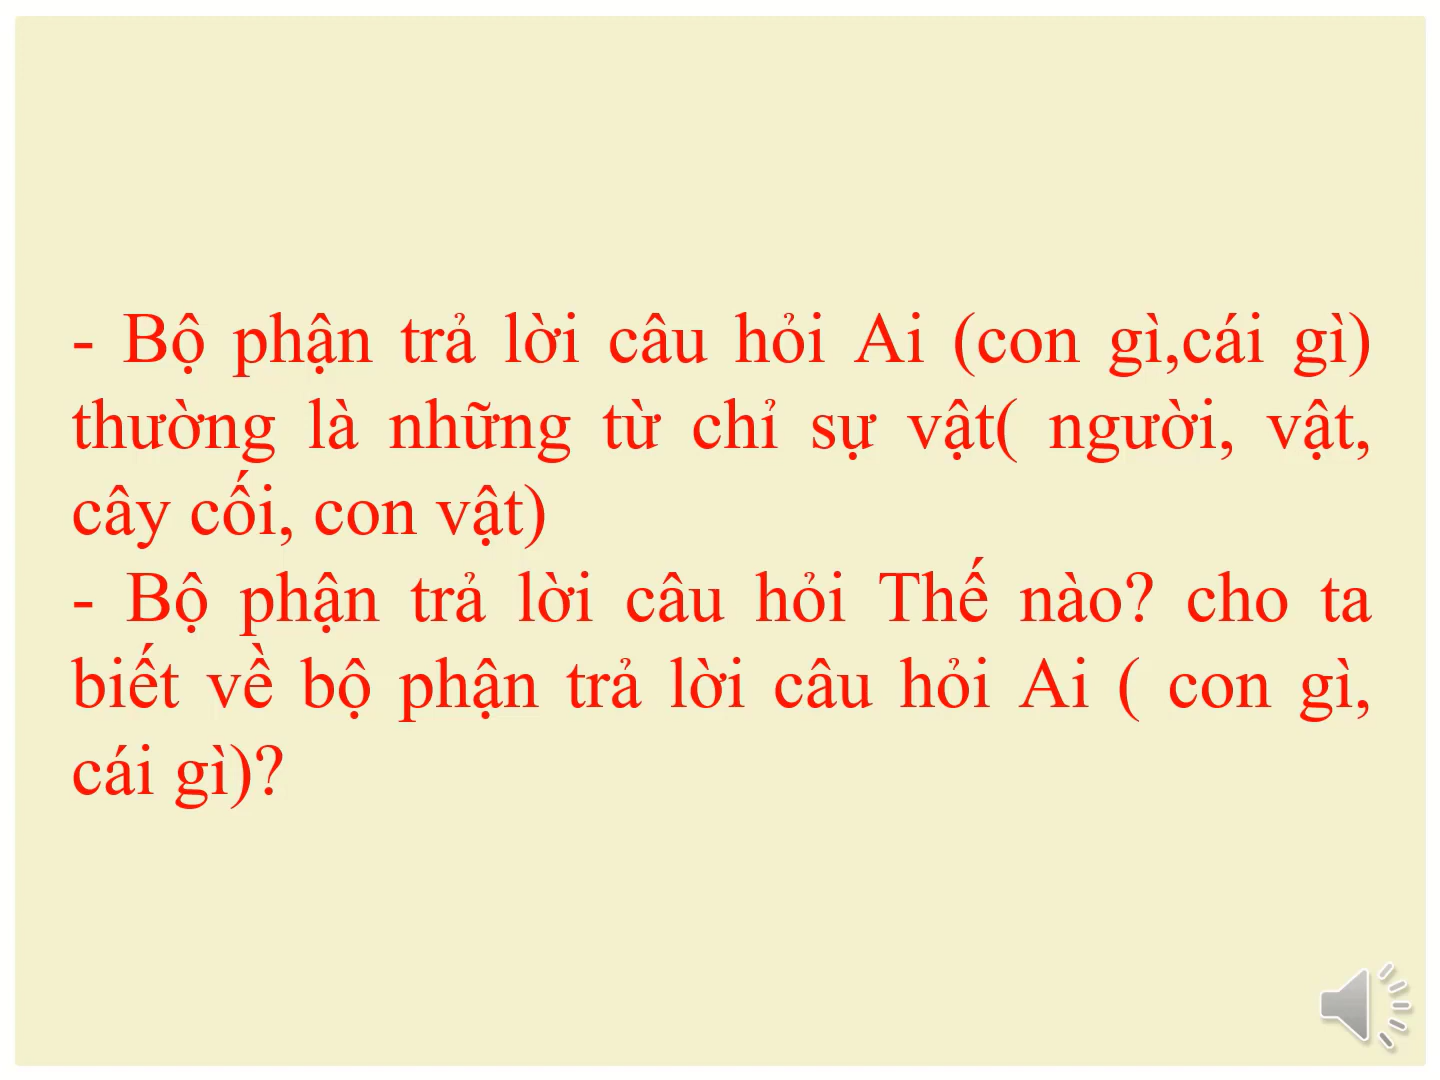 - Bộ phận trả lời câu hỏi Ai (con gì,cái gì)
thường là những từ chỉ sự vật( người, vật,
cây cối, con vật)
- Bộ phận trả lời câu hỏi Thế nào? cho ta
biết về bộ phận trả lời câu hỏi Ai ( con gì,
cái gì)?